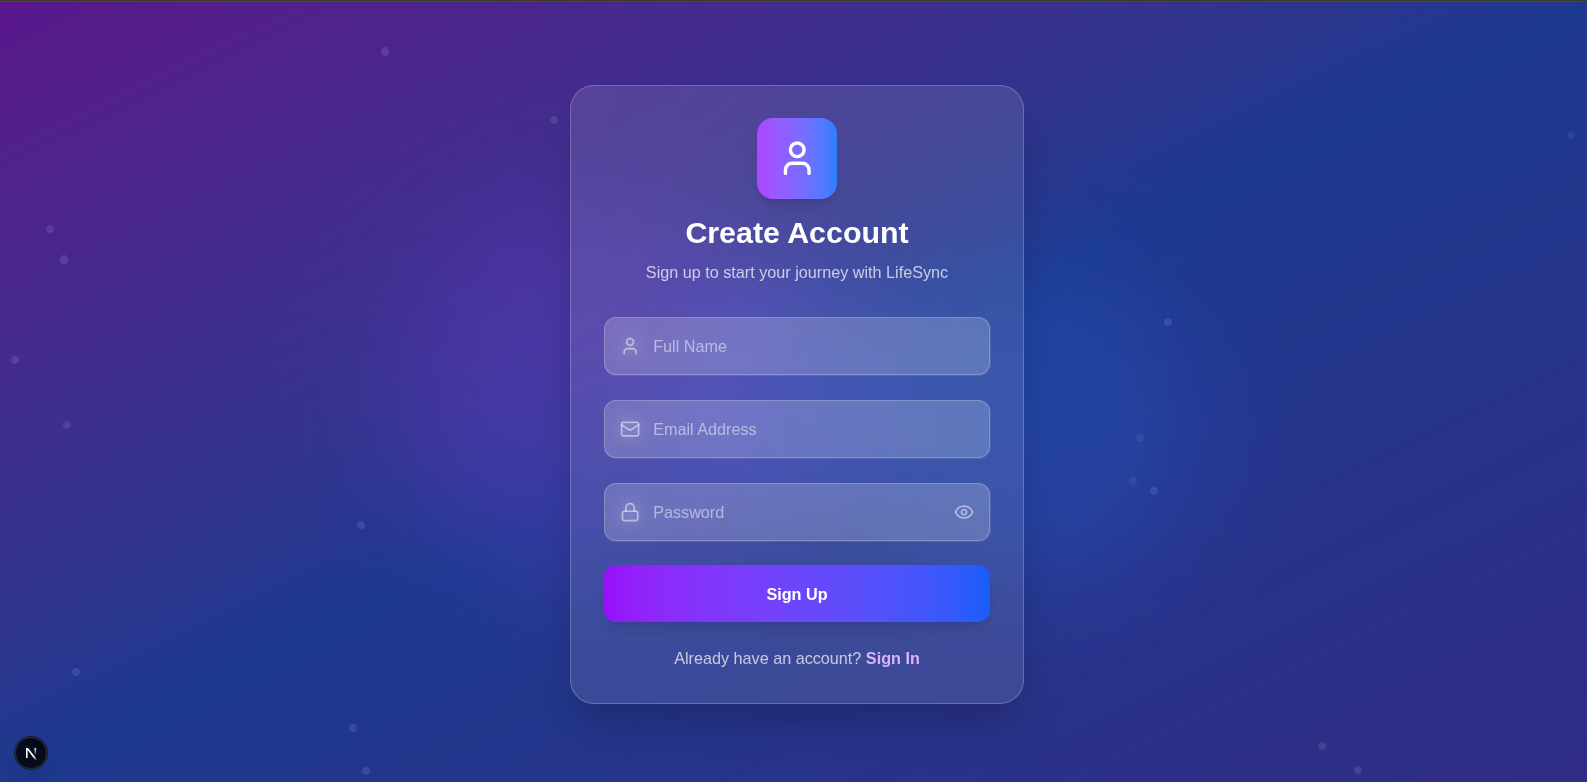 Create Account
Sign up to start your journey with LifeSync
Full Name
Email Address
Password
Sign Up
Already have an account? Sign In
N